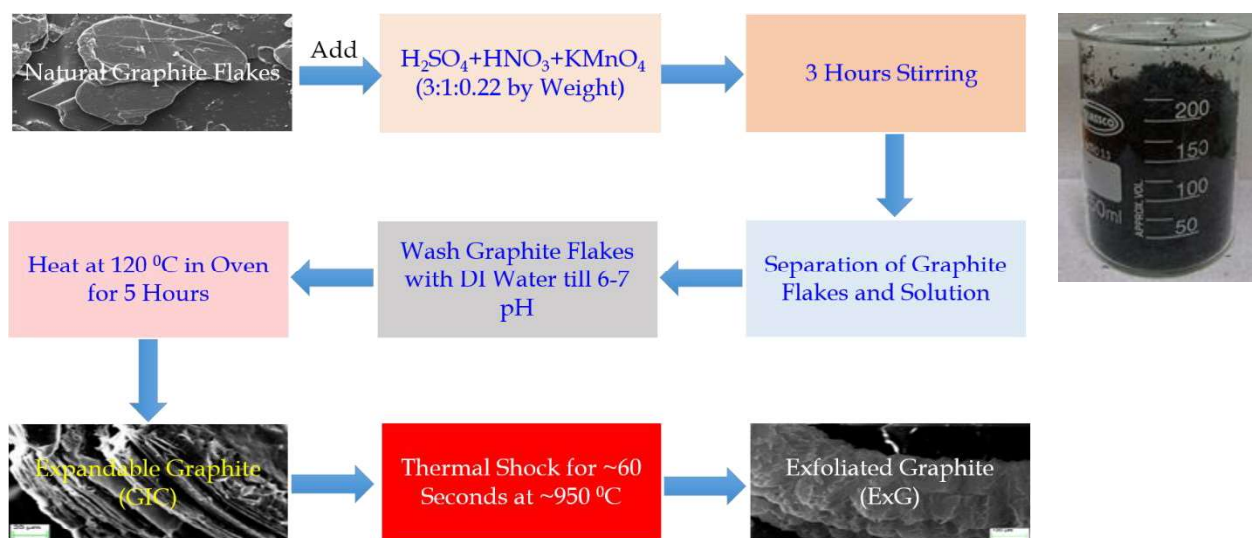 Natural Graphite Flakes
Add
H₂SO₄+HNO₃+KMnO₄
(3:1:0.22 by Weight)
3 Hours Stirring
200
150
100
50
APPROX. VOL
Heat at 120 ⁰C in Oven
for 5 Hours
Wash Graphite Flakes
with DI Water till 6-7
pH
Separation of Graphite
Flakes and Solution
Expandable Graphite
(GIC)
Thermal Shock for ~60
Seconds at ~950 ⁰C
Exfoliated Graphite
(ExG)